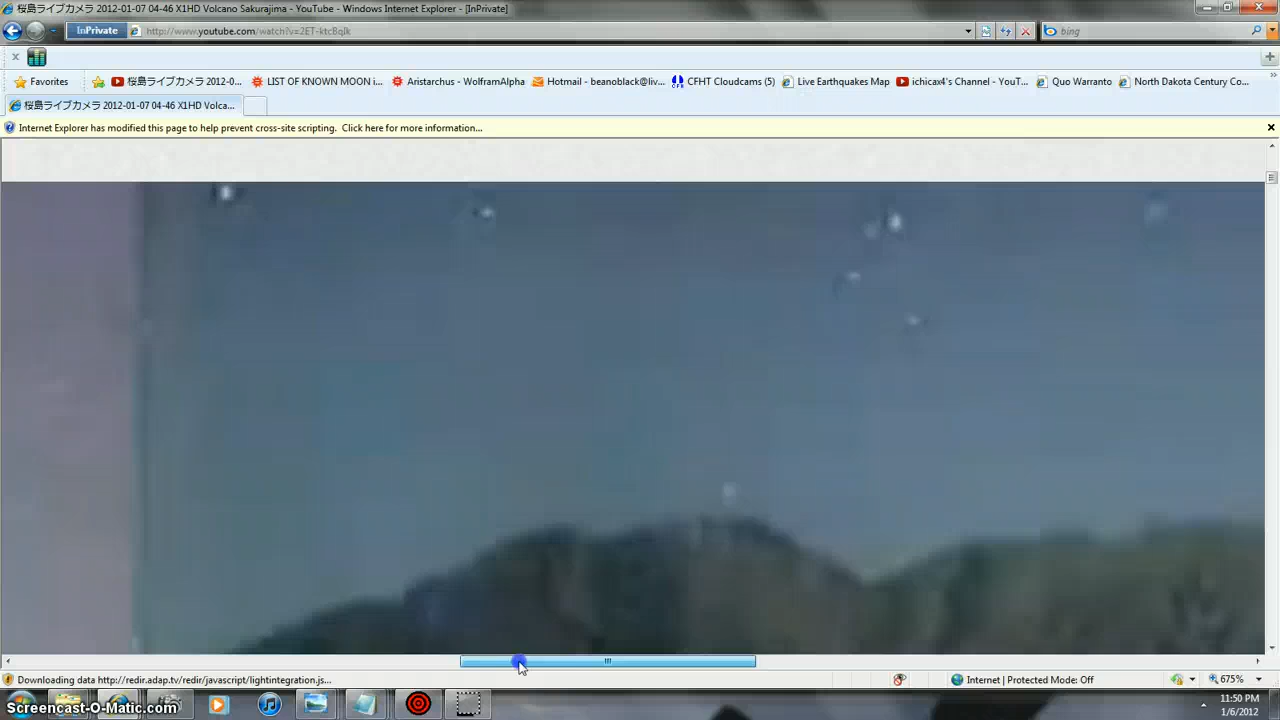 桜島ライブカメラ 2012-01-07 04-46 X1HD Volcano Sakurajima - YouTube - Windows Internet Explorer - [InPrivate]
InPrivate http://www.youtube.com/watch?v=2ET-ktcBqJk bing
Favorites 桜島ライブカメラ 2012-0... LIST OF KNOWN MOON i... Aristarchus - WolframAlpha Hotmail - beanoblack@liv... CFHT Cloudcams (5) Live Earthquakes Map ichicax4's Channel - YouT... Quo Warranto North Dakota Century Co...
桜島ライブカメラ 2012-01-07 04-46 X1HD Volca...
Internet Explorer has modified this page to help prevent cross-site scripting. Click here for more information...
Downloading data http://redir.adap.tv/redir/javascript/lightintegration.js... Internet | Protected Mode: Off 675%
Screencast-O-Matic.com 11:50 PM
1/6/2012